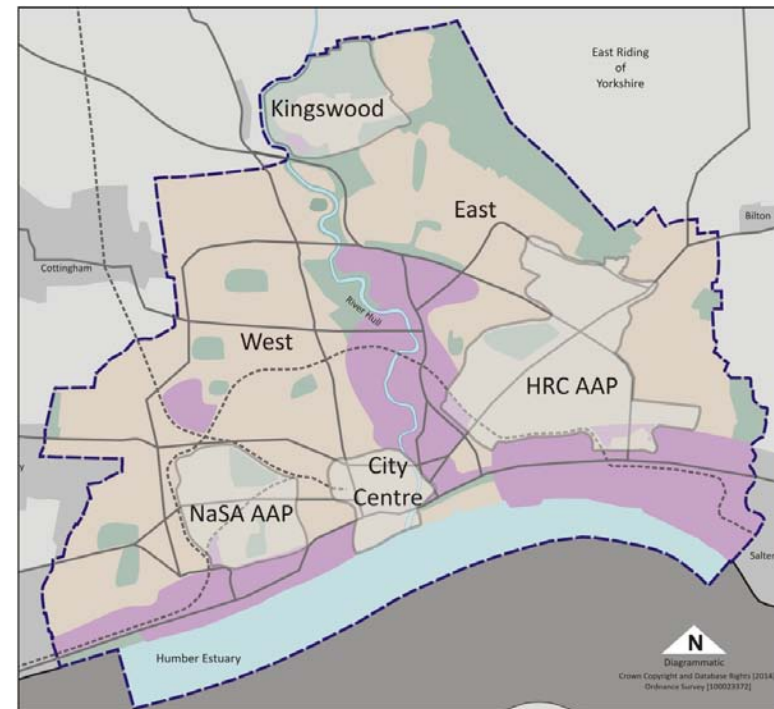 East Riding
of
Yorkshire
Kingswood
East
Bilton
Cottingham
River Hull
West
HRC AAP
City
Centre
NaSA AAP
Salten
Humber Estuary
N
Diagrammatic
Crown Copyright and Database Rights [2014]
Ordnance Survey [100023372]